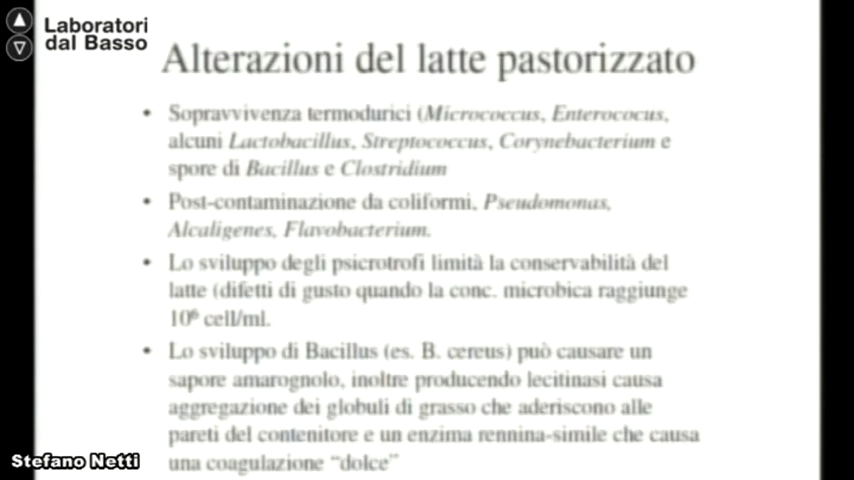 Laboratori
dal Basso
Alterazioni del latte pastorizzato
• Sopravvivenza termodurici (Micrococcus, Enterococus,
alcuni Lactobacillus, Streptococcus, Corynebacterium e
spore di Bacillus e Clostridium
• Post-contaminazione da coliformi, Pseudomonas,
Alcaligenes, Flavobacterium.
• Lo sviluppo degli psicrotrofi limità la conservabilità del
latte (difetti di gusto quando la conc. microbica raggiunge
10⁶ cell/ml.
• Lo sviluppo di Bacillus (es. B. cereus) può causare un
sapore amarognolo, inoltre producendo lecitinasi causa
aggregazione dei globuli di grasso che aderiscono alle
pareti del contenitore e un enzima rennina-simile che causa
una coagulazione “dolce”
Stefano Netti